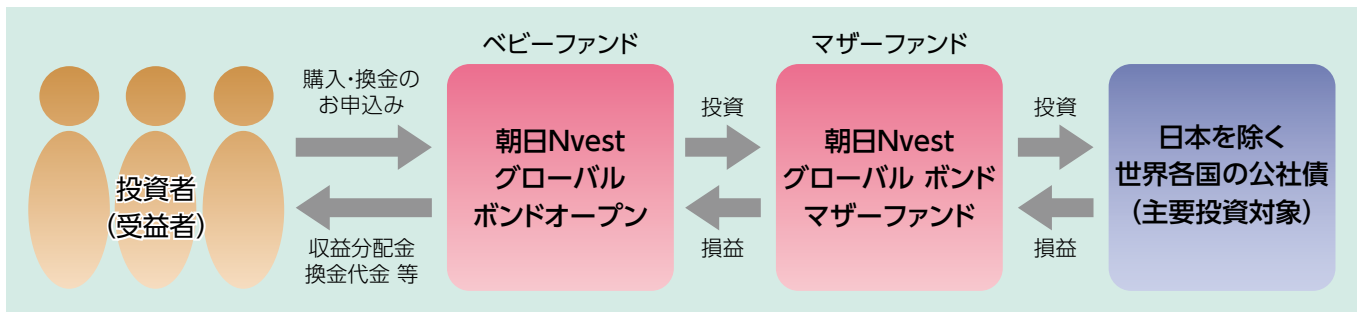 ベビーファンド
マザーファンド
購入・換金の
お申込み
投資者
(受益者)
収益分配金
換金代金 等
朝日Nvest
グローバル
ボンドオープン
投資
損益
朝日Nvest
グローバル ボンド
マザーファンド
投資
損益
日本を除く
世界各国の公社債
(主要投資対象)